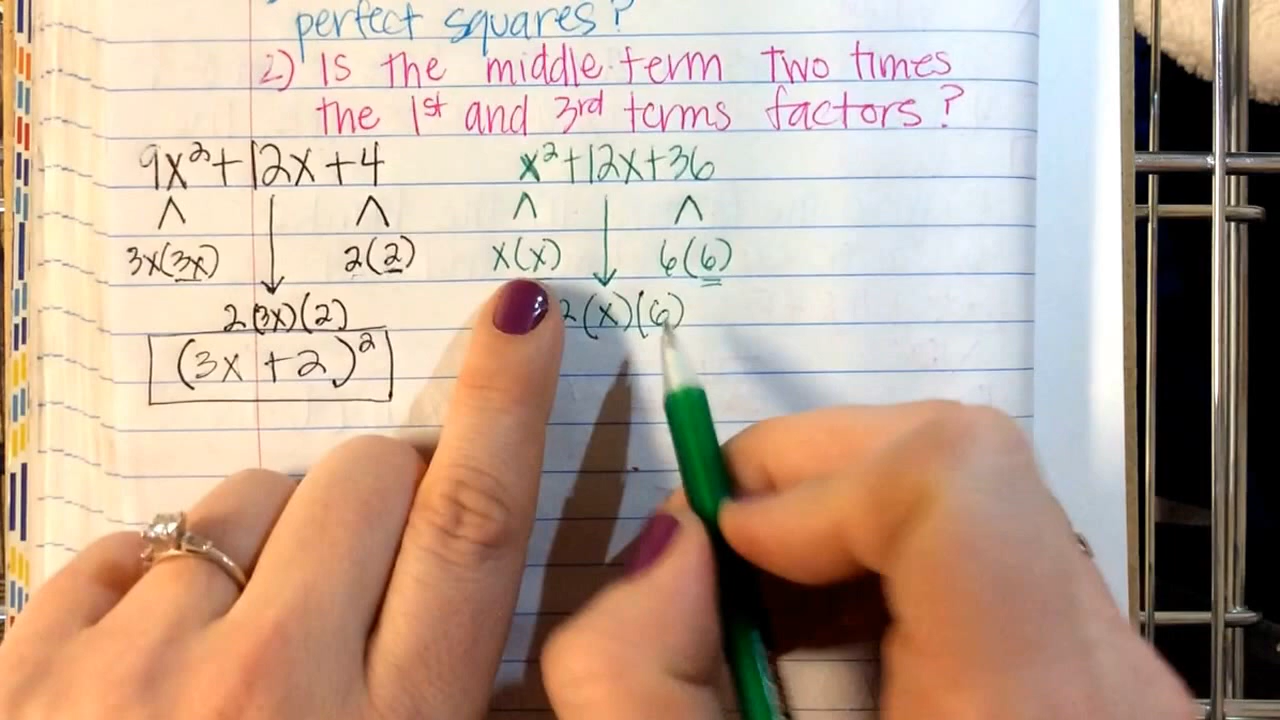 perfect squares?
2) Is the middle term two times
the 1st and 3rd terms factors?
9x²+12x+4 x²+12x+36
3x(3x) 2(2) x(x) 6(6)
2(3x)(2) 2(x)(6)
(3x+2)²